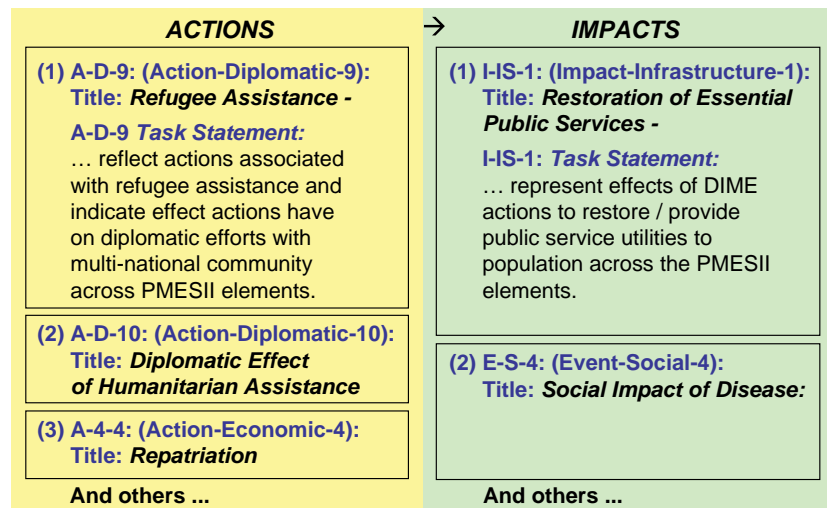 ACTIONS
(1) A-D-9: (Action-Diplomatic-9):
Title: Refugee Assistance -
A-D-9 Task Statement:
… reflect actions associated
with refugee assistance and
indicate effect actions have
on diplomatic efforts with
multi-national community
across PMESII elements.
(2) A-D-10: (Action-Diplomatic-10):
Title: Diplomatic Effect
of Humanitarian Assistance
(3) A-4-4: (Action-Economic-4):
Title: Repatriation
And others ...
→
IMPACTS
(1) I-IS-1: (Impact-Infrastructure-1):
Title: Restoration of Essential
Public Services -
I-IS-1: Task Statement:
… represent effects of DIME
actions to restore / provide
public service utilities to
population across the PMESII
elements.
(2) E-S-4: (Event-Social-4):
Title: Social Impact of Disease:
And others ...